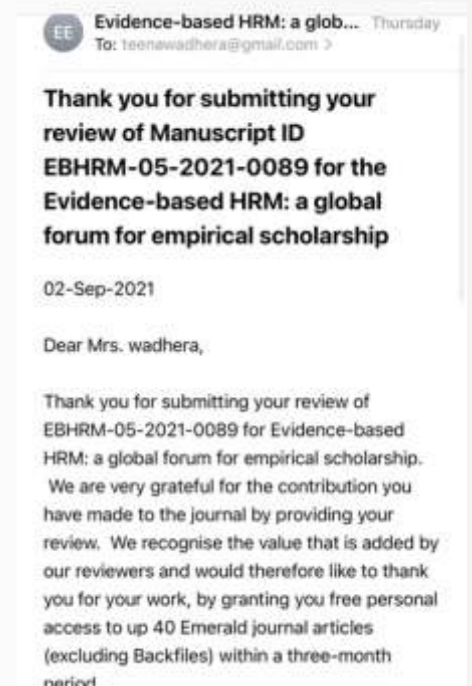 EE
Evidence-based HRM: a glob... Thursday
To: teenawadhera@gmail.com >
Thank you for submitting your
review of Manuscript ID
EBHRM-05-2021-0089 for the
Evidence-based HRM: a global
forum for empirical scholarship
02-Sep-2021
Dear Mrs. wadhera,
Thank you for submitting your review of
EBHRM-05-2021-0089 for Evidence-based
HRM: a global forum for empirical scholarship.
We are very grateful for the contribution you
have made to the journal by providing your
review. We recognise the value that is added by
our reviewers and would therefore like to thank
you for your work, by granting you free personal
access to up 40 Emerald journal articles
(excluding Backfiles) within a three-month
period